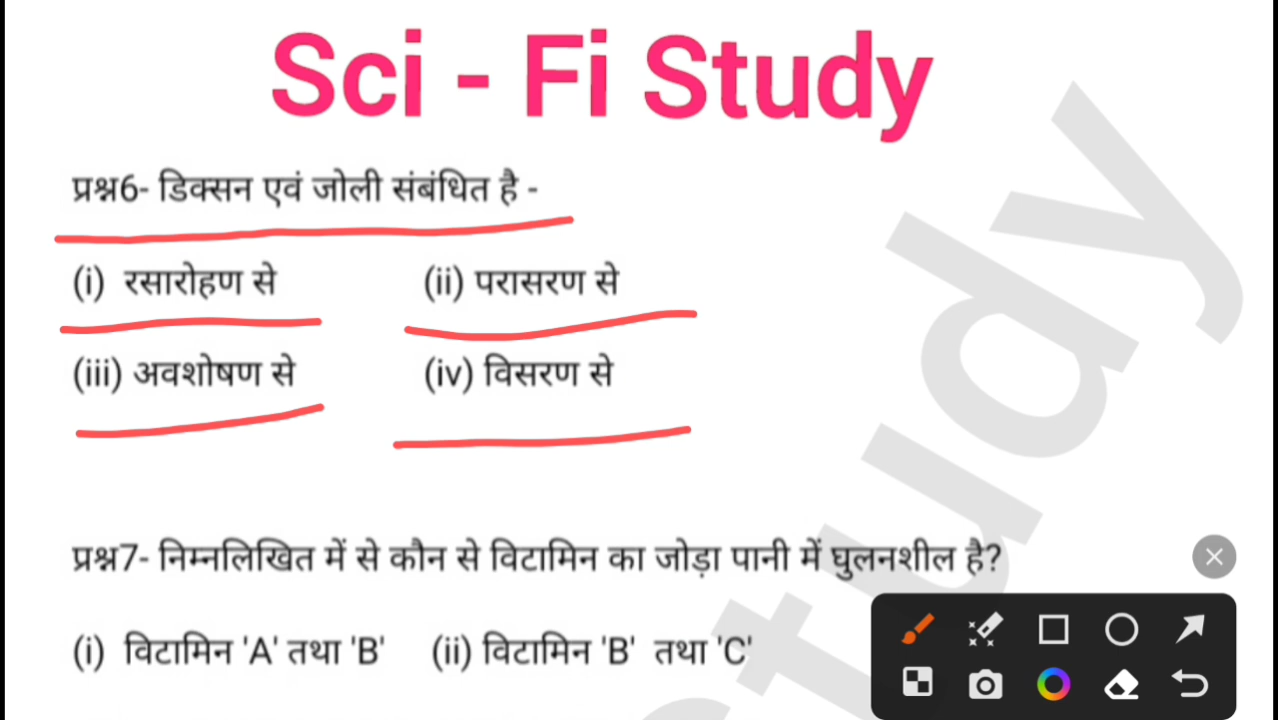 Sci - Fi Study
प्रश्न6- डिक्सन एवं जोली संबंधित है -
(i) रसारोहण से (ii) परासरण से
(iii) अवशोषण से (iv) विसरण से
प्रश्न7- निम्नलिखित में से कौन से विटामिन का जोड़ा पानी में घुलनशील है?
(i) विटामिन 'A' तथा 'B' (ii) विटामिन 'B' तथा 'C'
tudy